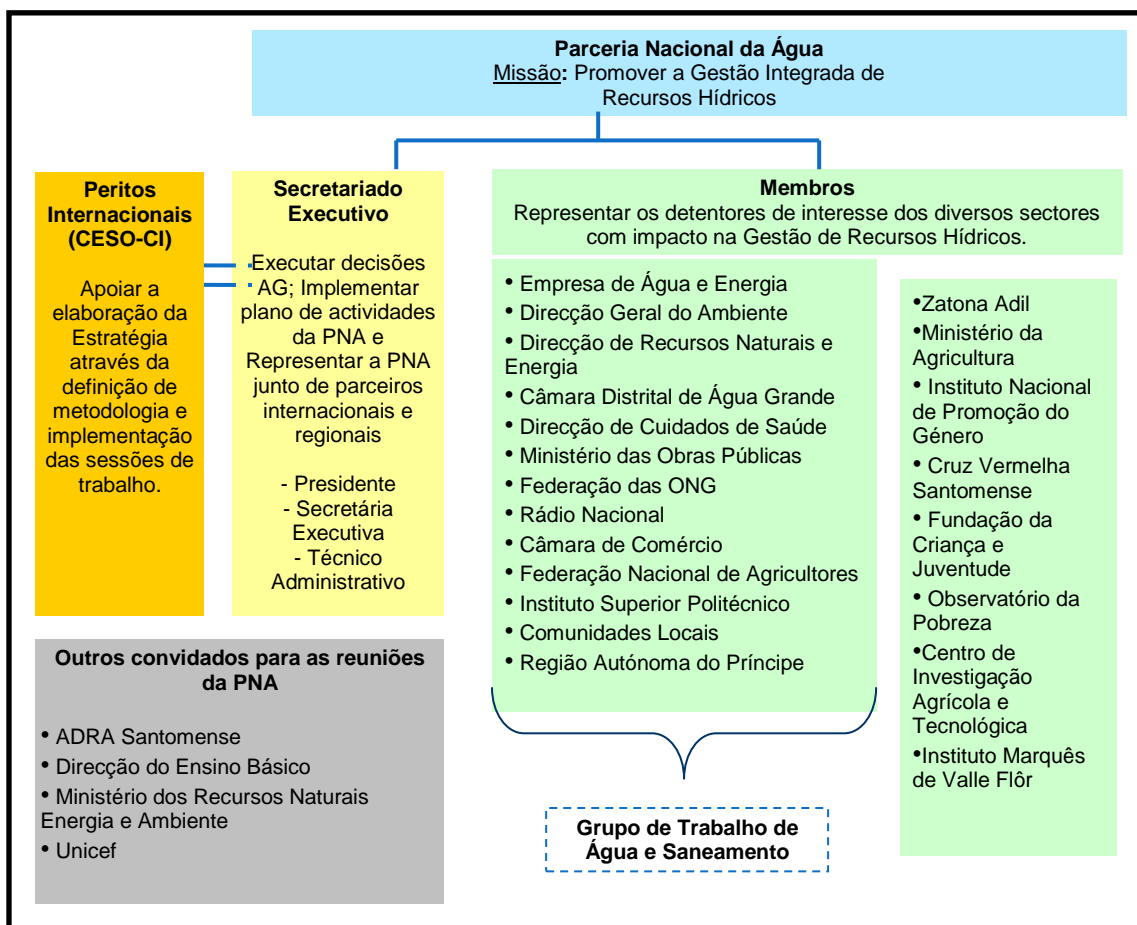 Parceria Nacional da Água
Missão: Promover a Gestão Integrada de
Recursos Hídricos
Peritos
Internacionais
(CESO-CI)
Apoiar a
elaboração da
Estratégia
através da
definição de
metodologia e
implementação
das sessões de
trabalho.
Secretariado
Executivo
Executar decisões
AG; Implementar
plano de actividades
da PNA e
Representar a PNA
junto de parceiros
internacionais e
regionais
- Presidente
- Secretária
Executiva
- Técnico
Administrativo
Membros
Representar os detentores de interesse dos diversos sectores
com impacto na Gestão de Recursos Hídricos.
• Empresa de Água e Energia
• Direcção Geral do Ambiente
• Direcção de Recursos Naturais e
Energia
• Câmara Distrital de Água Grande
• Direcção de Cuidados de Saúde
• Ministério das Obras Públicas
• Federação das ONG
• Rádio Nacional
• Câmara de Comércio
• Federação Nacional de Agricultores
• Instituto Superior Politécnico
• Comunidades Locais
• Região Autónoma do Príncipe
•Zatona Adil
•Ministério da
Agricultura
• Instituto Nacional
de Promoção do
Género
• Cruz Vermelha
Santomense
• Fundação da
Criança e
Juventude
• Observatório da
Pobreza
•Centro de
Investigação
Agrícola e
Tecnológica
•Instituto Marquês
de Valle Flôr
Outros convidados para as reuniões
da PNA
• ADRA Santomense
• Direcção do Ensino Básico
• Ministério dos Recursos Naturais
Energia e Ambiente
• Unicef
Grupo de Trabalho de
Água e Saneamento